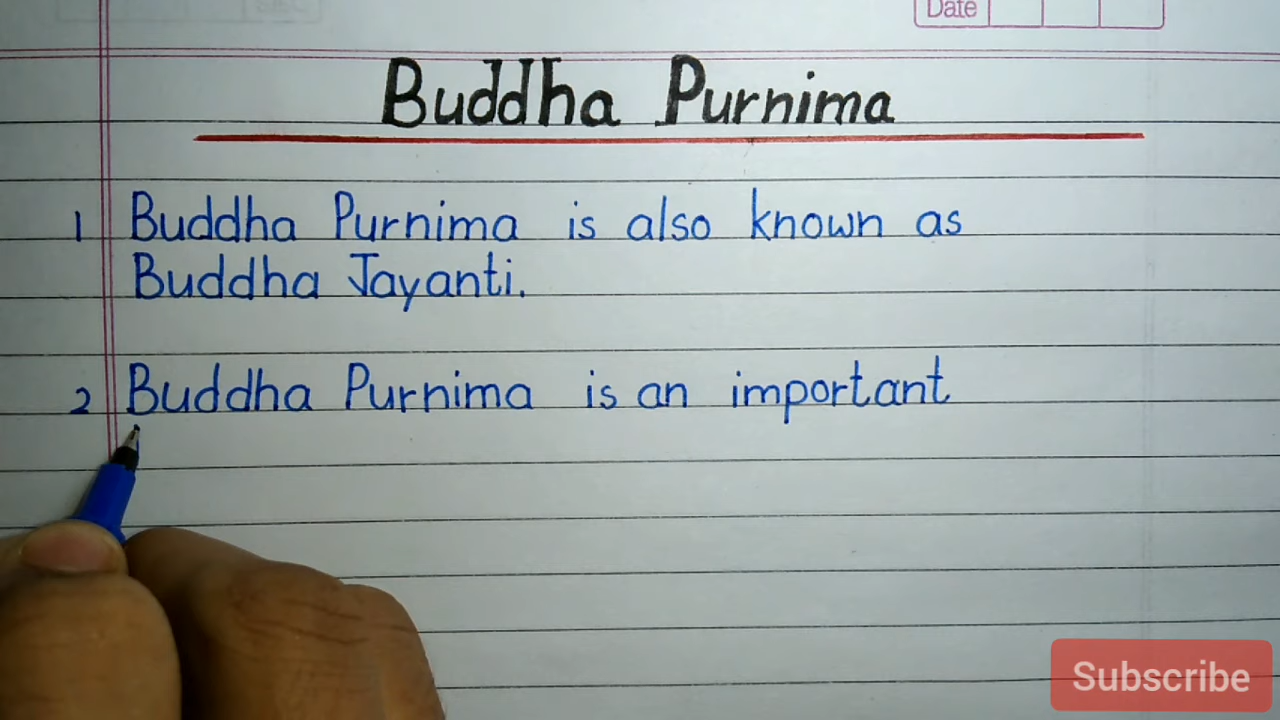 Date
Buddha Purnima
1 Buddha Purnima is also known as
Buddha Jayanti.
2 Buddha Purnima is an important
Subscribe